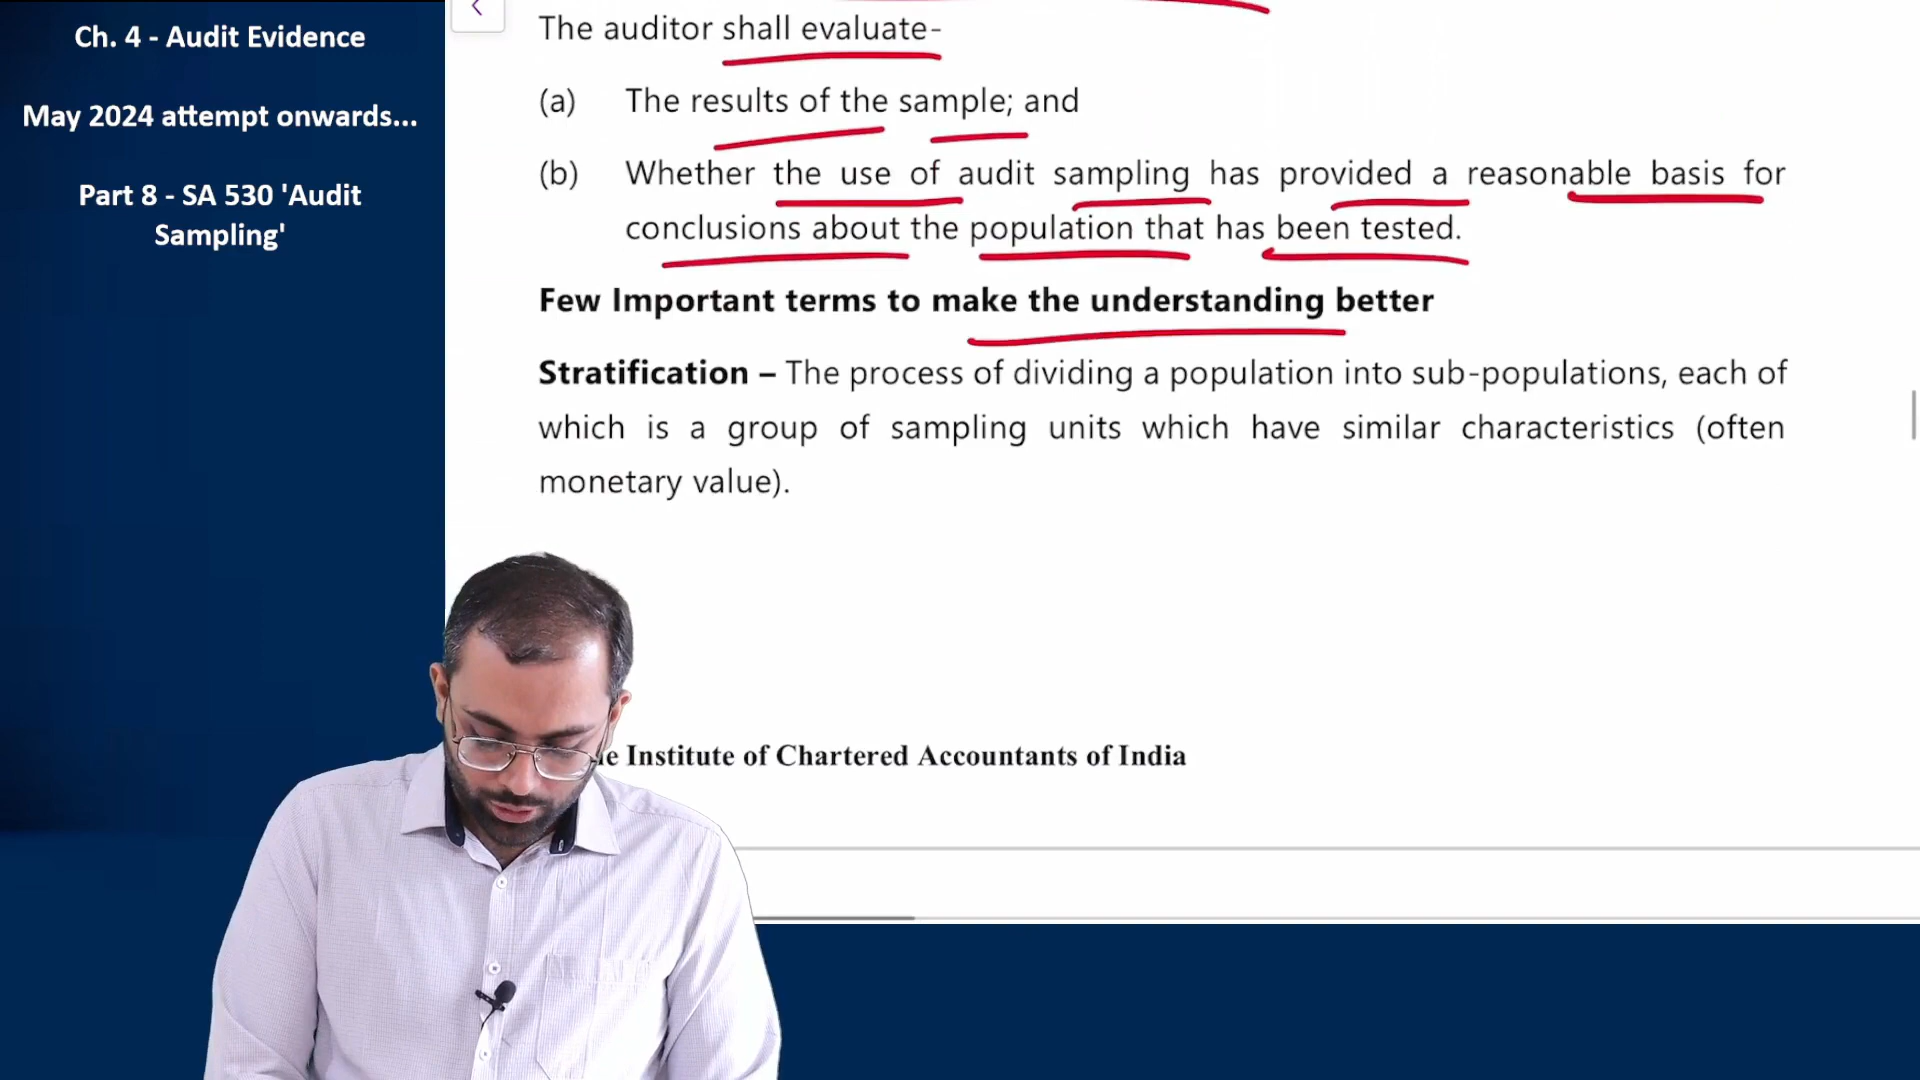 Ch. 4 - Audit Evidence
May 2024 attempt onwards...
Part 8 - SA 530 'Audit
Sampling'
The auditor shall evaluate-
(a) The results of the sample; and
(b) Whether the use of audit sampling has provided a reasonable basis for
conclusions about the population that has been tested.
Few Important terms to make the understanding better
Stratification – The process of dividing a population into sub-populations, each of
which is a group of sampling units which have similar characteristics (often
monetary value).
Institute of Chartered Accountants of India